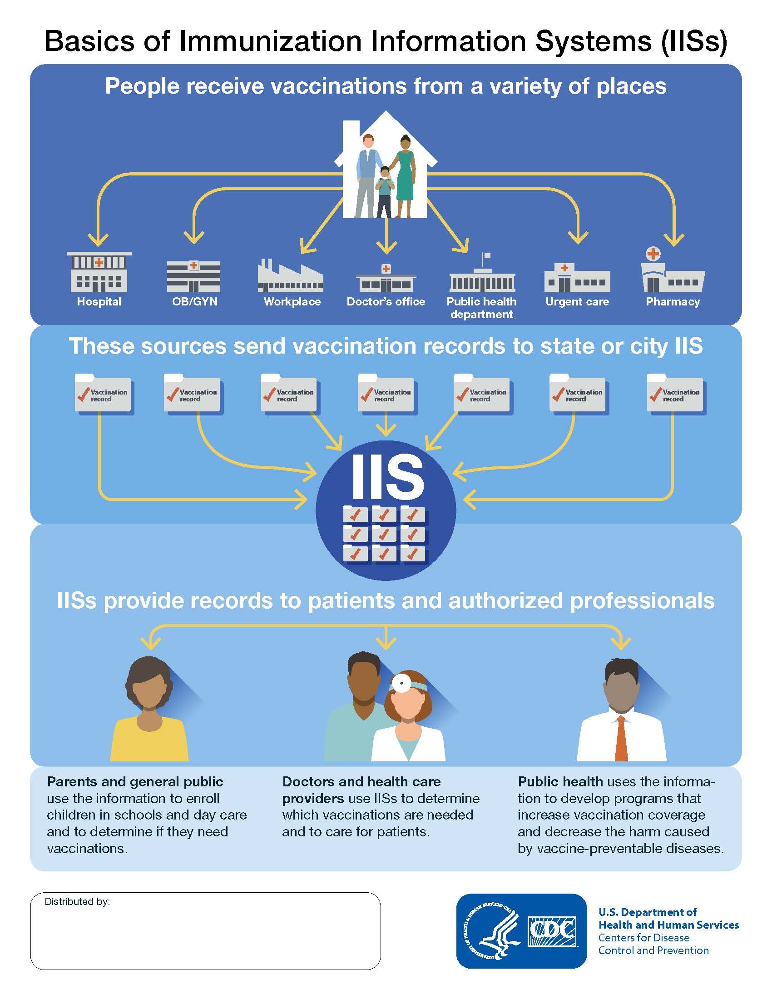 Basics of Immunization Information Systems (IISs)
People receive vaccinations from a variety of places
Hospital
OB/GYN
Workplace
Doctor's office
Public health
department
Urgent care
Pharmacy
These sources send vaccination records to state or city IIS
Vaccination
record
Vaccination
record
Vaccination
record
Vaccination
record
Vaccination
record
Vaccination
record
Vaccination
record
IIS
IISs provide records to patients and authorized professionals
Parents and general public
use the information to enroll
children in schools and day care
and to determine if they need
vaccinations.
Doctors and health care
providers use IISs to determine
which vaccinations are needed
and to care for patients.
Public health uses the informa-
tion to develop programs that
increase vaccination coverage
and decrease the harm caused
by vaccine-preventable diseases.
Distributed by:
DEPARTMENT OF HEALTH & HUMAN SERVICES·USA
CDC
U.S. Department of
Health and Human Services
Centers for Disease
Control and Prevention